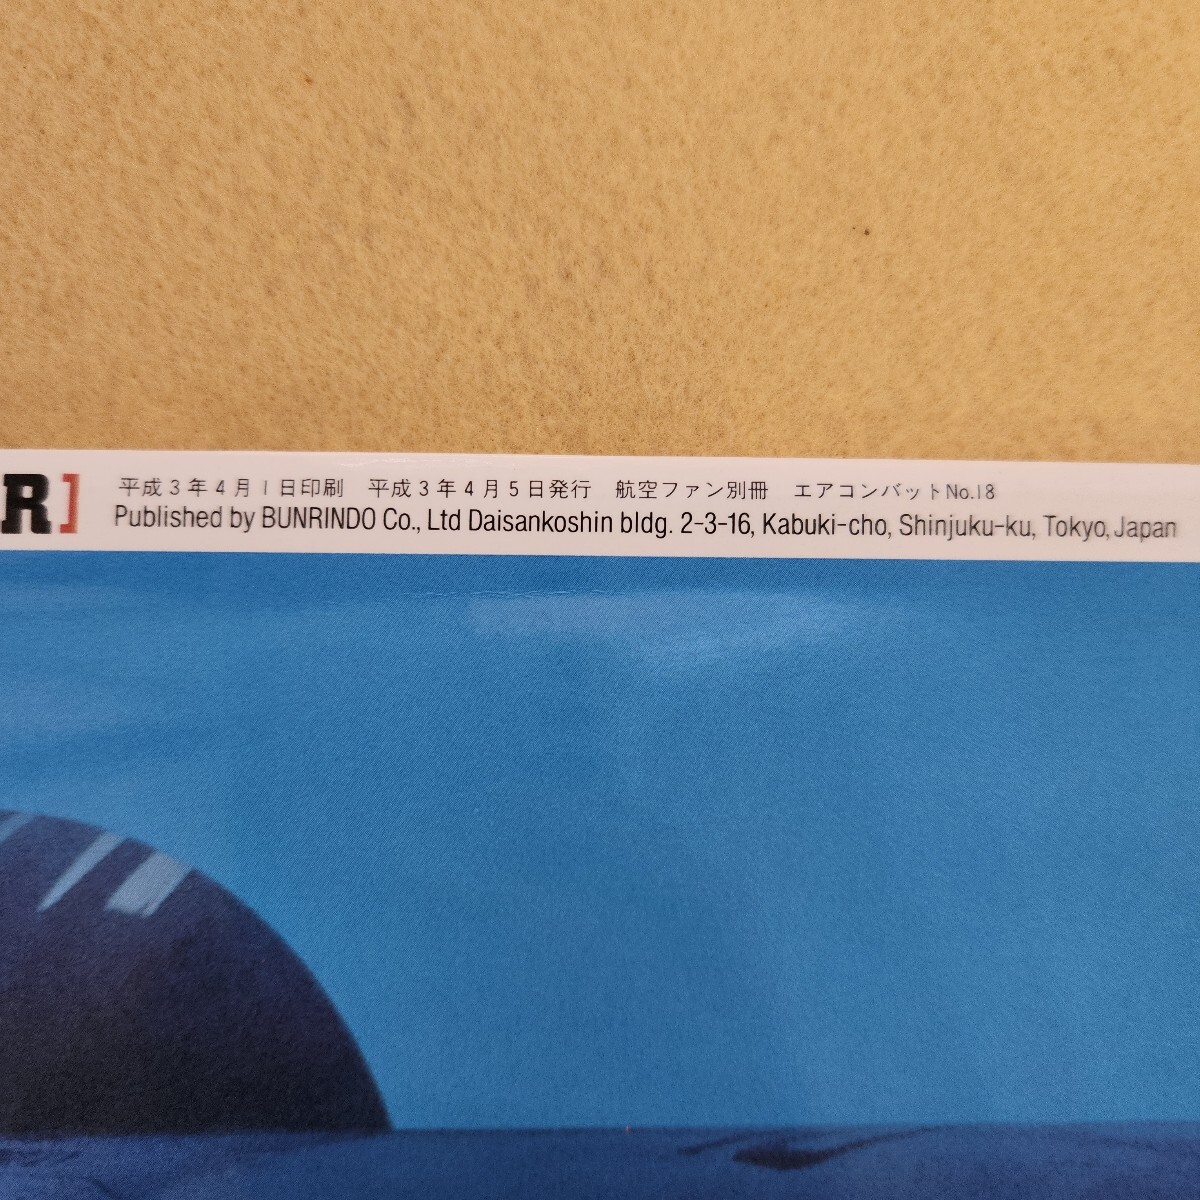 R]
平成3年4月1日印刷 平成3年4月5日発行 航空ファン別冊 エアコンバットNo.18
Published by BUNRINDO Co., Ltd Daisankoshin bldg. 2-3-16, Kabuki-cho, Shinjuku-ku, Tokyo, Japan